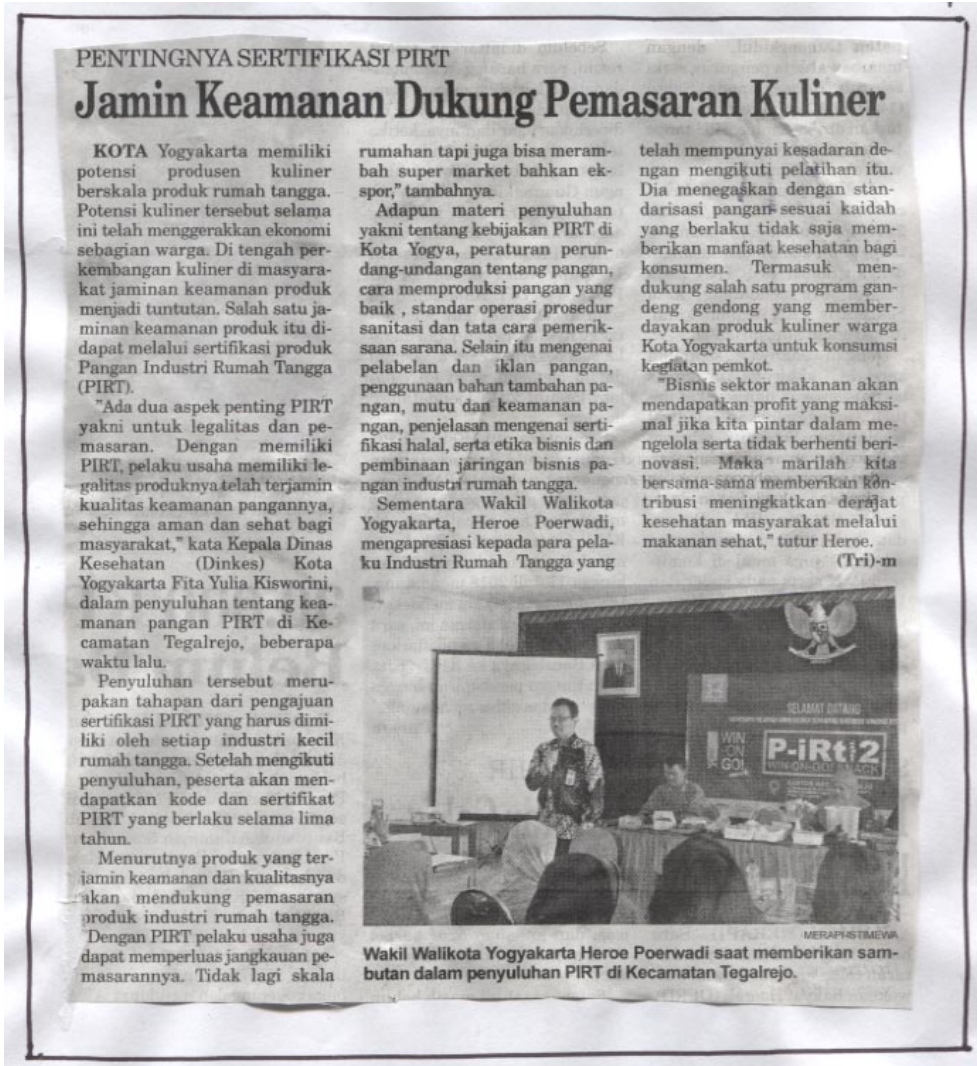 PENTINGNYA SERTIFIKASI PIRT
Jamin Keamanan Dukung Pemasaran Kuliner
KOTA Yogyakarta memiliki
potensi produsen kuliner
berskala produk rumah tangga.
Potensi kuliner tersebut selama
ini telah menggerakkan ekonomi
sebagian warga. Di tengah per-
kembangan kuliner di masyara-
kat jaminan keamanan produk
menjadi tuntutan. Salah satu ja-
minan keamanan produk itu di-
dapat melalui sertifikasi produk
Pangan Industri Rumah Tangga
(PIRT).
"Ada dua aspek penting PIRT
yakni untuk legalitas dan pe-
masaran. Dengan memiliki
PIRT, pelaku usaha memiliki le-
galitas produknya telah terjamin
kualitas keamanan pangannya,
sehingga aman dan sehat bagi
masyarakat," kata Kepala Dinas
Kesehatan (Dinkes) Kota
Yogyakarta Fita Yulia Kisworini,
dalam penyuluhan tentang kea-
manan pangan PIRT di Ke-
camatan Tegalrejo, beberapa
waktu lalu.
Penyuluhan tersebut meru-
pakan tahapan dari pengajuan
sertifikasi PIRT yang harus dimi-
liki oleh setiap industri kecil
rumah tangga. Setelah mengikuti
penyuluhan, peserta akan men-
dapatkan kode dan sertifikat
PIRT yang berlaku selama lima
tahun.
Menurutnya produk yang ter-
jamin keamanan dan kualitasnya
akan mendukung pemasaran
produk industri rumah tangga.
Dengan PIRT pelaku usaha juga
dapat memperluas jangkauan pe-
masarannya. Tidak lagi skala
rumahan tapi juga bisa meram-
bah super market bahkan ek-
spor," tambahnya.
Adapun materi penyuluhan
yakni tentang kebijakan PIRT di
Kota Yogya, peraturan perun-
dang-undangan tentang pangan,
cara memproduksi pangan yang
baik , standar operasi prosedur
sanitasi dan tata cara pemerik-
saan sarana. Selain itu mengenai
pelabelan dan iklan pangan,
penggunaan bahan tambahan pa-
ngan, mutu dan keamanan pa-
ngan, penjelasan mengenai serti-
fikasi halal, serta etika bisnis dan
pembinaan jaringan bisnis pa-
ngan industri rumah tangga.
Sementara Wakil Walikota
Yogyakarta, Heroe Poerwadi,
mengapresiasi kepada para pela-
ku Industri Rumah Tangga yang
telah mempunyai kesadaran de-
ngan mengikuti pelatihan itu.
Dia menegaskan dengan stan-
darisasi pangan sesuai kaidah
yang berlaku tidak saja mem-
berikan manfaat kesehatan bagi
konsumen. Termasuk men-
dukung salah satu program gan-
deng gendong yang member-
dayakan produk kuliner warga
Kota Yogyakarta untuk konsumsi
kegiatan pemkot.
"Bisnis sektor makanan akan
mendapatkan profit yang maksi-
mal jika kita pintar dalam me-
ngelola serta tidak berhenti beri-
novasi. Maka marilah kita
bersama-sama memberikan kon-
tribusi meningkatkan derajat
kesehatan masyarakat melalui
makanan sehat," tutur Heroe.
(Tri)-m
SELAMAT DATANG
WIN
ON
GO!
P-iRt 2
WIN-ON-GO
MERAPI-ISTIMEWA
Wakil Walikota Yogyakarta Heroe Poerwadi saat memberikan sam-
butan dalam penyuluhan PIRT di Kecamatan Tegalrejo.